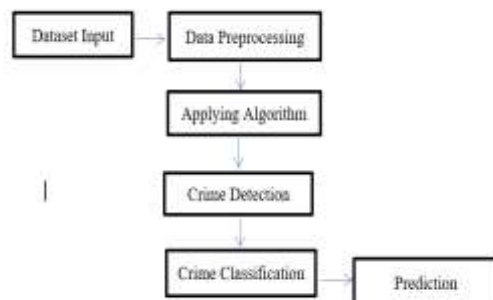 Dataset Input
Data Preprocessing
Applying Algorithm
Crime Detection
Crime Classification
Prediction